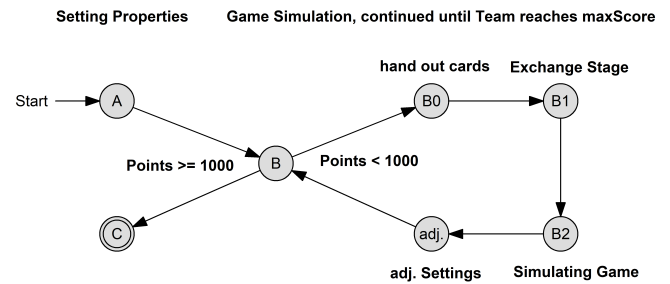 Setting Properties
Game Simulation, continued until Team reaches maxScore
hand out cards
Exchange Stage
Start
A
B0
B1
Points >= 1000
B
Points < 1000
C
adj.
B2
adj. Settings
Simulating Game